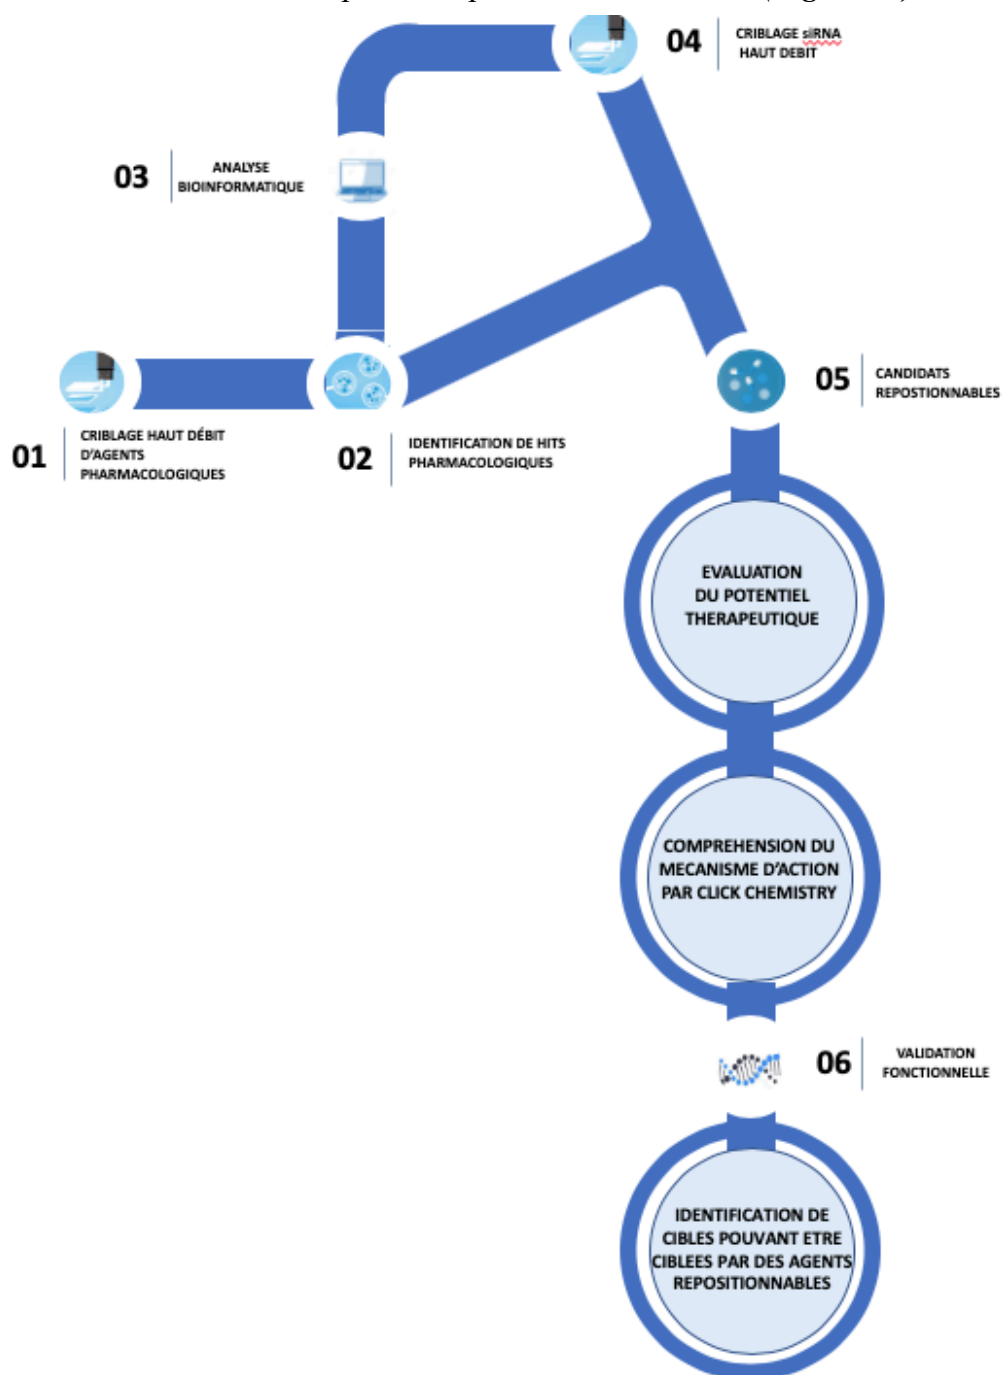 04
CRIBLAGE siRNA
HAUT DEBIT
03
ANALYSE
BIOINFORMATIQUE
05
CANDIDATS
REPOSTIONNABLES
01
CRIBLAGE HAUT DÉBIT
D'AGENTS
PHARMACOLOGIQUES
02
IDENTIFICATION DE HITS
PHARMACOLOGIQUES
EVALUATION
DU POTENTIEL
THERAPEUTIQUE
COMPREHENSION DU
MECANISME D'ACTION
PAR CLICK CHEMISTRY
06
VALIDATION
FONCTIONNELLE
IDENTIFICATION DE
CIBLES POUVANT ETRE
CIBLEES PAR DES AGENTS
REPOSITIONNABLES